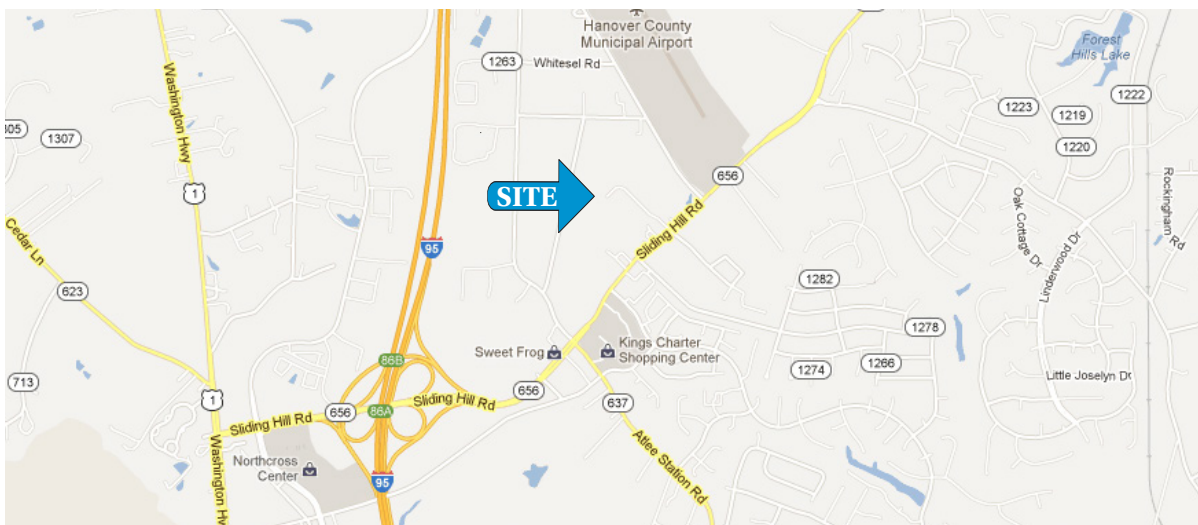 Hanover County
Municipal Airport
Forest
Hills Lake
1263
Whitesel Rd
1222
1223
1219
1220
Washington Hwy
305
1307
656
SITE
1
Oak Cottage Dr
Linderwood Dr
Rockingham Rd
Cedar Ln
Sliding Hill Rd
95
623
1282
1278
Sweet Frog
Kings Charter
Shopping Center
86B
1274
1266
713
Little Joselyn Dr
1
656
86A
Sliding Hill Rd
656
637
Sliding Hill Rd
Atlee Station Rd
Washington Hw
Northcross
Center
95